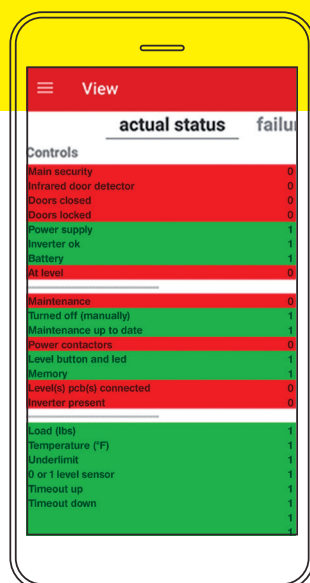 View
actual status failu
Controls
Main security 0
Infrared door detector 0
Doors closed 0
Doors locked 0
Power supply 1
Inverter ok 1
Battery 1
At level 0
Maintenance 0
Turned off (manually) 1
Maintenance up to date 1
Power contactors 0
Level button and led 1
Memory 1
Level(s) pcb(s) connected 0
Inverter present 0
Load (lbs) 1
Temperature (°F) 1
Underlimit 1
0 or 1 level sensor 1
Timeout up 1
Timeout down 1
1
1